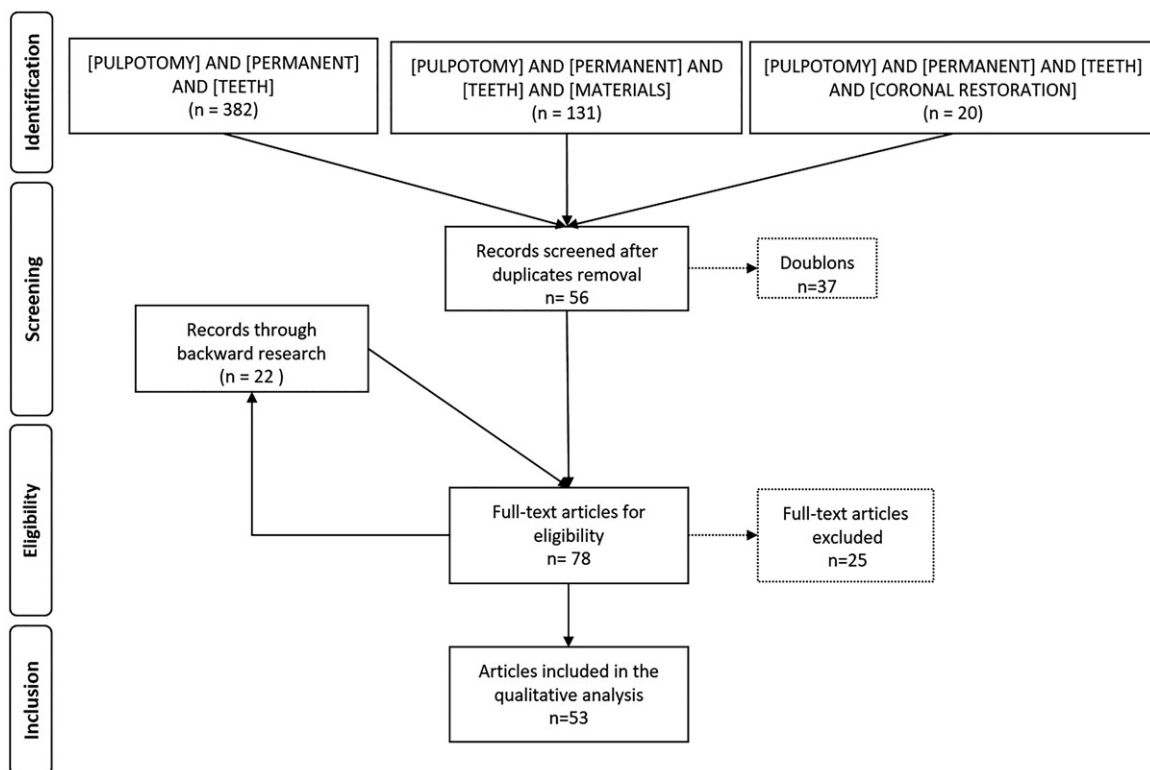 Identification
[PULPOTOMY] AND [PERMANENT]
AND [TEETH]
(n = 382)
[PULPOTOMY] AND [PERMANENT] AND
[TEETH] AND [MATERIALS]
(n = 131)
[PULPOTOMY] AND [PERMANENT] AND [TEETH]
AND [CORONAL RESTORATION]
(n = 20)
Screening
Records screened after
duplicates removal
n= 56
Doublons
n=37
Records through
backward research
(n = 22 )
Eligibility
Full-text articles for
eligibility
n= 78
Full-text articles
excluded
n=25
Inclusion
Articles included in the
qualitative analysis
n=53